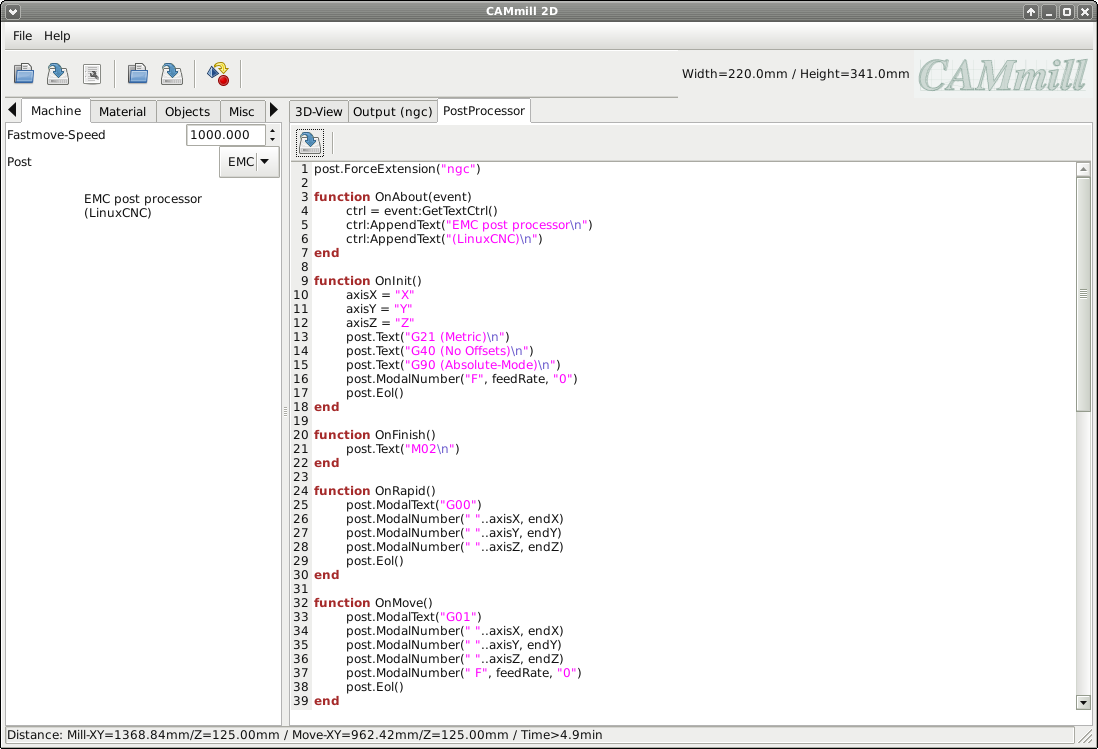 CAMmill 2D
File Help
Width=220.0mm / Height=341.0mm
CAMmill
Machine Material Objects Misc
3D-View Output (ngc) PostProcessor
Fastmove-Speed 1000.000
Post EMC
EMC post processor
(LinuxCNC)
1 post.ForceExtension("ngc")
2
3 function OnAbout(event)
4 ctrl = event:GetTextCtrl()
5 ctrl:AppendText("EMC post processor\n")
6 ctrl:AppendText("(LinuxCNC)\n")
7 end
8
9 function OnInit()
10 axisX = "X"
11 axisY = "Y"
12 axisZ = "Z"
13 post.Text("G21 (Metric)\n")
14 post.Text("G40 (No Offsets)\n")
15 post.Text("G90 (Absolute-Mode)\n")
16 post.ModalNumber("F", feedRate, "0")
17 post.Eol()
18 end
19
20 function OnFinish()
21 post.Text("M02\n")
22 end
23
24 function OnRapid()
25 post.ModalText("G00")
26 post.ModalNumber(" "..axisX, endX)
27 post.ModalNumber(" "..axisY, endY)
28 post.ModalNumber(" "..axisZ, endZ)
29 post.Eol()
30 end
31
32 function OnMove()
33 post.ModalText("G01")
34 post.ModalNumber(" "..axisX, endX)
35 post.ModalNumber(" "..axisY, endY)
36 post.ModalNumber(" "..axisZ, endZ)
37 post.ModalNumber(" F", feedRate, "0")
38 post.Eol()
39 end
Distance: Mill-XY=1368.84mm/Z=125.00mm / Move-XY=962.42mm/Z=125.00mm / Time>4.9min